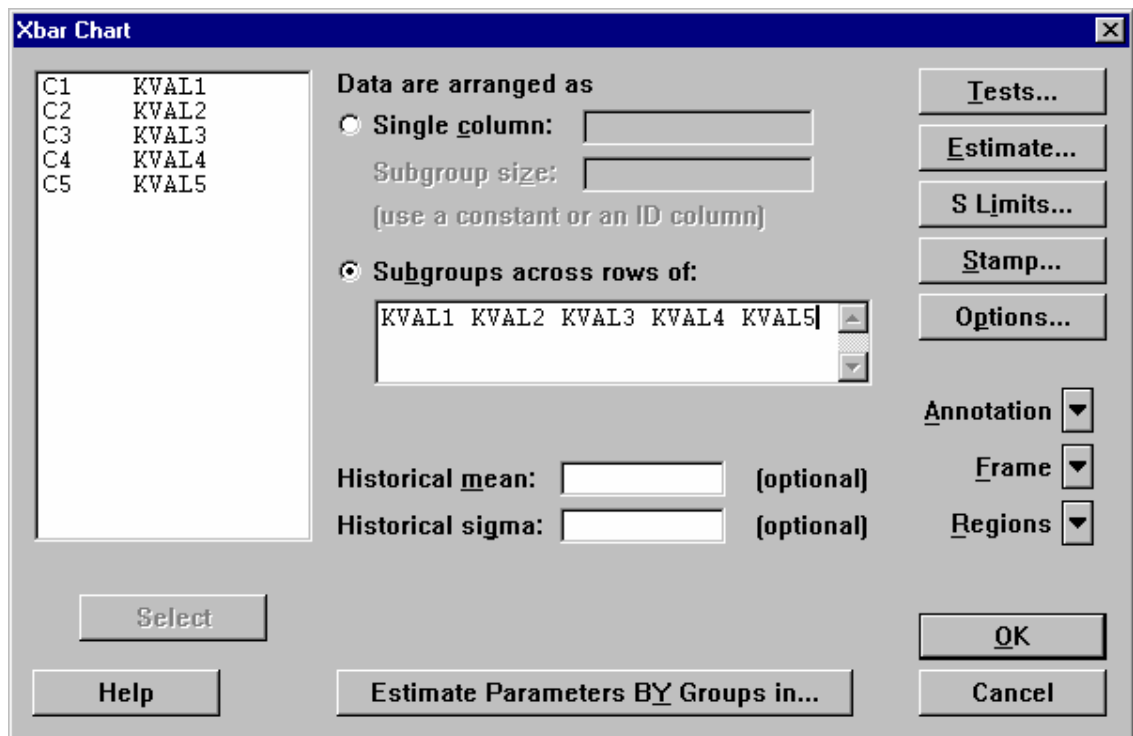 Xbar Chart
C1 KVAL1
C2 KVAL2
C3 KVAL3
C4 KVAL4
C5 KVAL5
Data are arranged as
Single column:
Subgroup size:
(use a constant or an ID column)
Subgroups across rows of:
KVAL1 KVAL2 KVAL3 KVAL4 KVAL5
Historical mean: (optional)
Historical sigma: (optional)
Tests...
Estimate...
S Limits...
Stamp...
Options...
Annotation
Frame
Regions
Select
OK
Help
Estimate Parameters BY Groups in...
Cancel